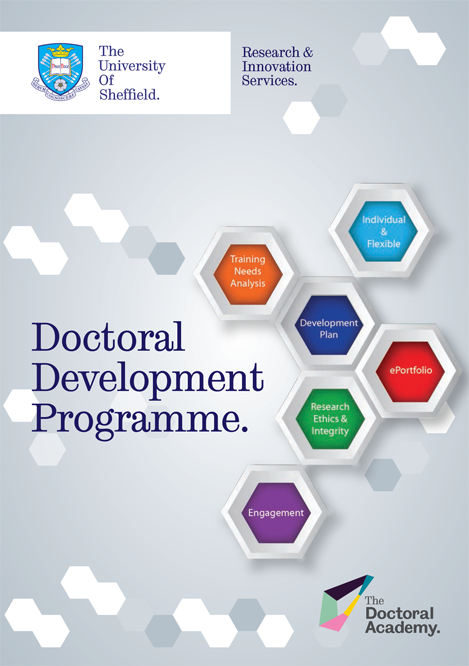 The
University
Of
Sheffield.
Research &
Innovation
Services.
Individual
&
Flexible
Training
Needs
Analysis
Development
Plan
ePortfolio
Research
Ethics &
Integrity
Engagement
Doctoral
Development
Programme.
The
Doctoral
Academy.